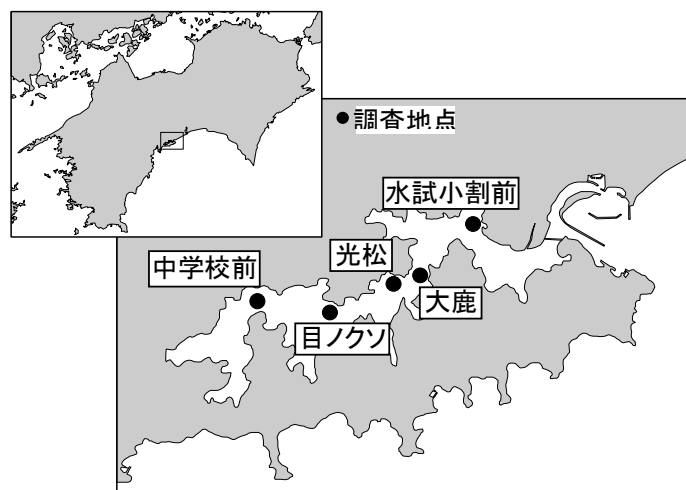 ●調査地点
水試小割前
光松
中学校前
大鹿
目ノクソ